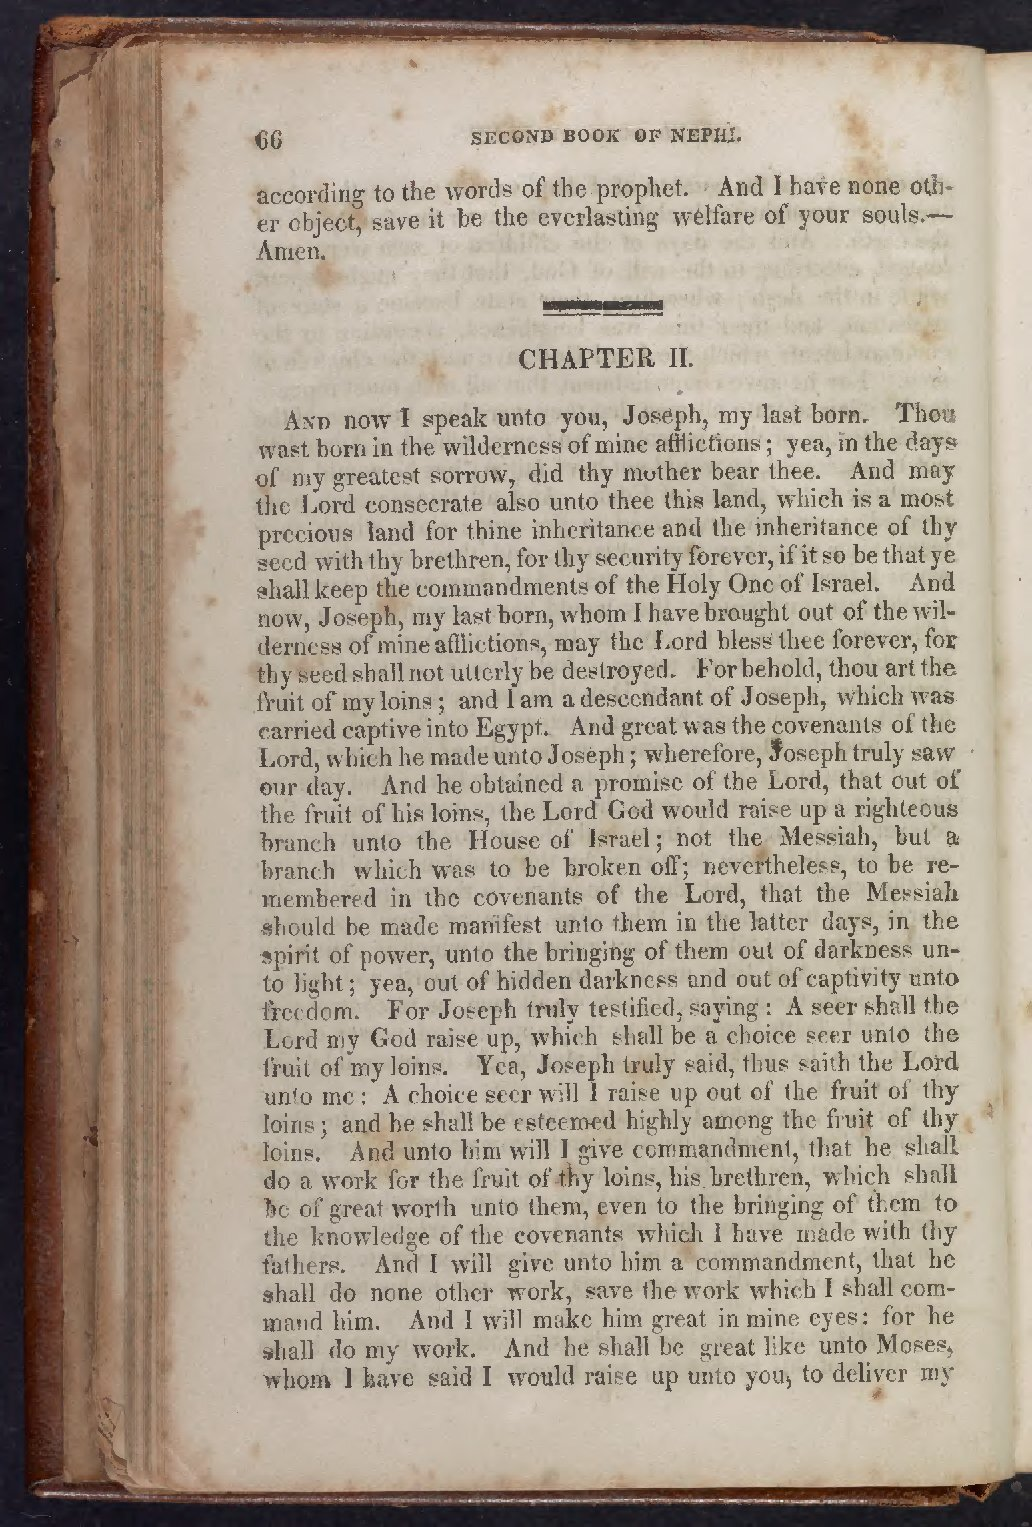 66 SECOND BOOK OF NEPHI.
according to the words of the prophet. And I have none oth-
er object, save it be the everlasting welfare of your souls.—
Amen.
CHAPTER II.
AND now I speak unto you, Joseph, my last born. Thou
wast born in the wilderness of mine afflictions; yea, in the days
of my greatest sorrow, did thy mother bear thee. And may
the Lord consecrate also unto thee this land, which is a most
precious land for thine inheritance and the inheritance of thy
seed with thy brethren, for thy security forever, if it so be that ye
shall keep the commandments of the Holy One of Israel. And
now, Joseph, my last born, whom I have brought out of the wil-
derness of mine afflictions, may the Lord bless thee forever, for
thy seed shall not utterly be destroyed. For behold, thou art the
fruit of my loins; and I am a descendant of Joseph, which was
carried captive into Egypt. And great was the covenants of the
Lord, which he made unto Joseph; wherefore, Joseph truly saw
our day. And he obtained a promise of the Lord, that out of
the fruit of his loins, the Lord God would raise up a righteous
branch unto the House of Israel; not the Messiah, but a
branch which was to be broken off; nevertheless, to be re-
membered in the covenants of the Lord, that the Messiah
should be made manifest unto them in the latter days, in the
spirit of power, unto the bringing of them out of darkness un-
to light; yea, out of hidden darkness and out of captivity unto
freedom. For Joseph truly testified, saying: A seer shall the
Lord my God raise up, which shall be a choice seer unto the
fruit of my loins. Yea, Joseph truly said, thus saith the Lord
unto me: A choice seer will I raise up out of the fruit of thy
loins; and he shall be esteemed highly among the fruit of thy
loins. And unto him will I give commandment, that he shall
do a work for the fruit of thy loins, his brethren, which shall
be of great worth unto them, even to the bringing of them to
the knowledge of the covenants which I have made with thy
fathers. And I will give unto him a commandment, that he
shall do none other work, save the work which I shall com-
mand him. And I will make him great in mine eyes: for he
shall do my work. And he shall be great like unto Moses,
whom I have said I would raise up unto you, to deliver my